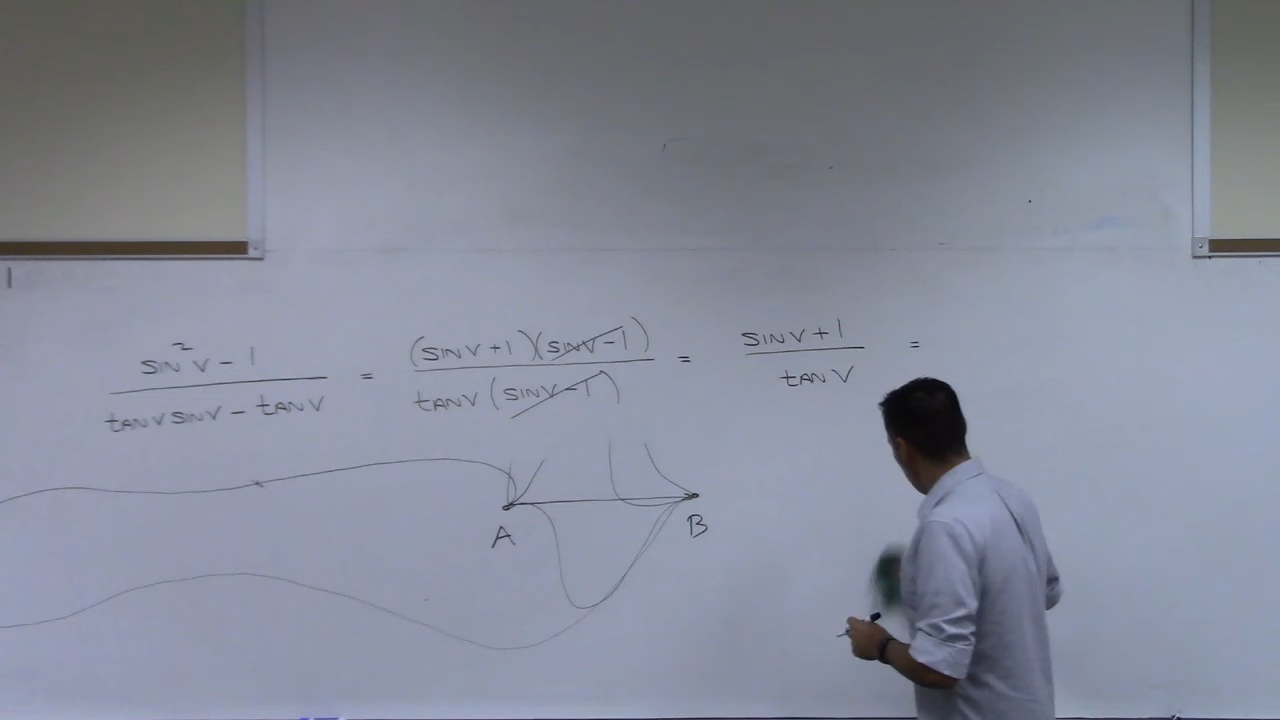 sin²v - 1 / tanv sinv - tanv = (sinv + 1)(sinv - 1) / tanv (sinv - 1) = sinv + 1 / tanv =
A B